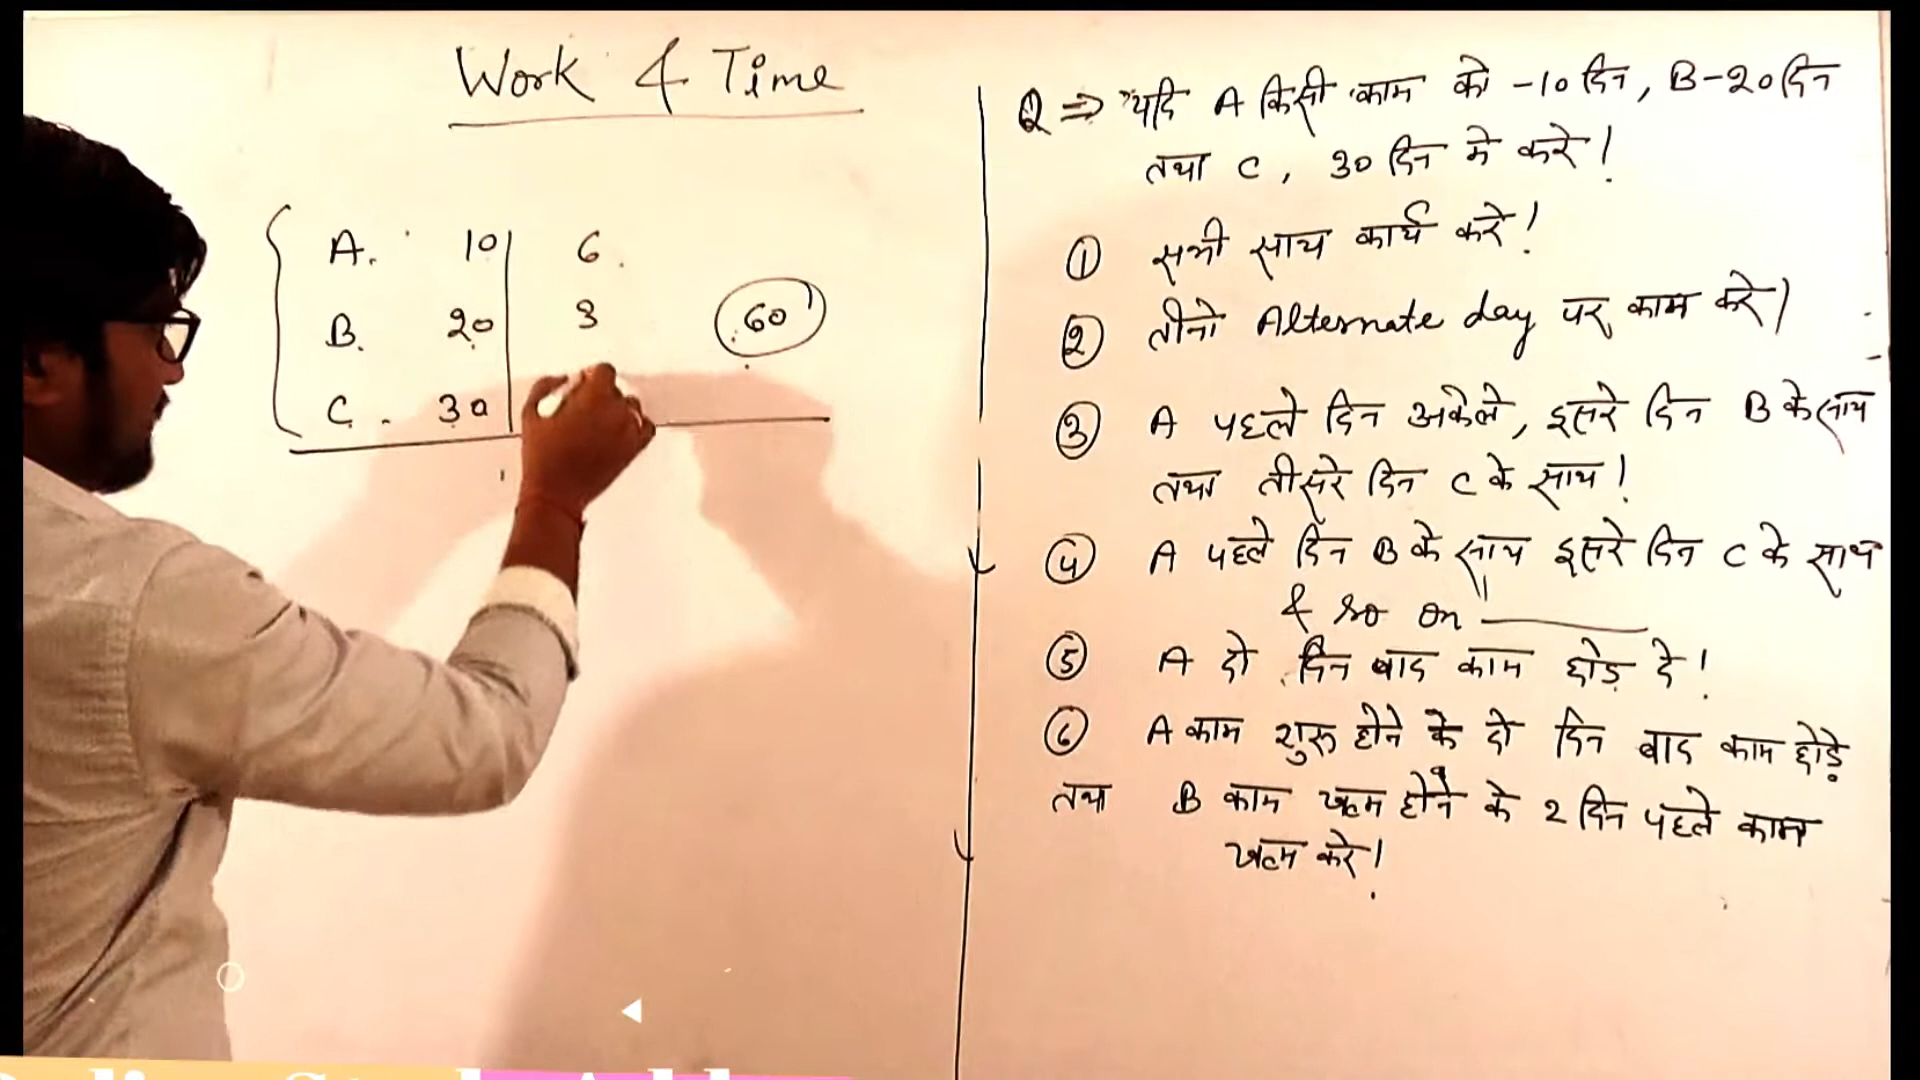 Work & Time
A. 10 6
B. 20 3 60
C. 30
Q ⇒ यदि A किसी काम को -10 दिन, B-20 दिन
तथा C, 30 दिन मे करे!
① सभी साथ कार्य करे!
② तीनो Alternate day पर काम करे।
③ A पहले दिन अकेले, दूसरे दिन B के साथ
तथा तीसरे दिन C के साथ!
④ A पहले दिन B के साथ दूसरे दिन C के साथ
& so on
⑤ A दो दिन बाद काम छोड़ दे!
⑥ A काम शुरू होने के दो दिन बाद काम छोड़े
तथा B काम खत्म होने के 2 दिन पहले काम
खत्म करे!